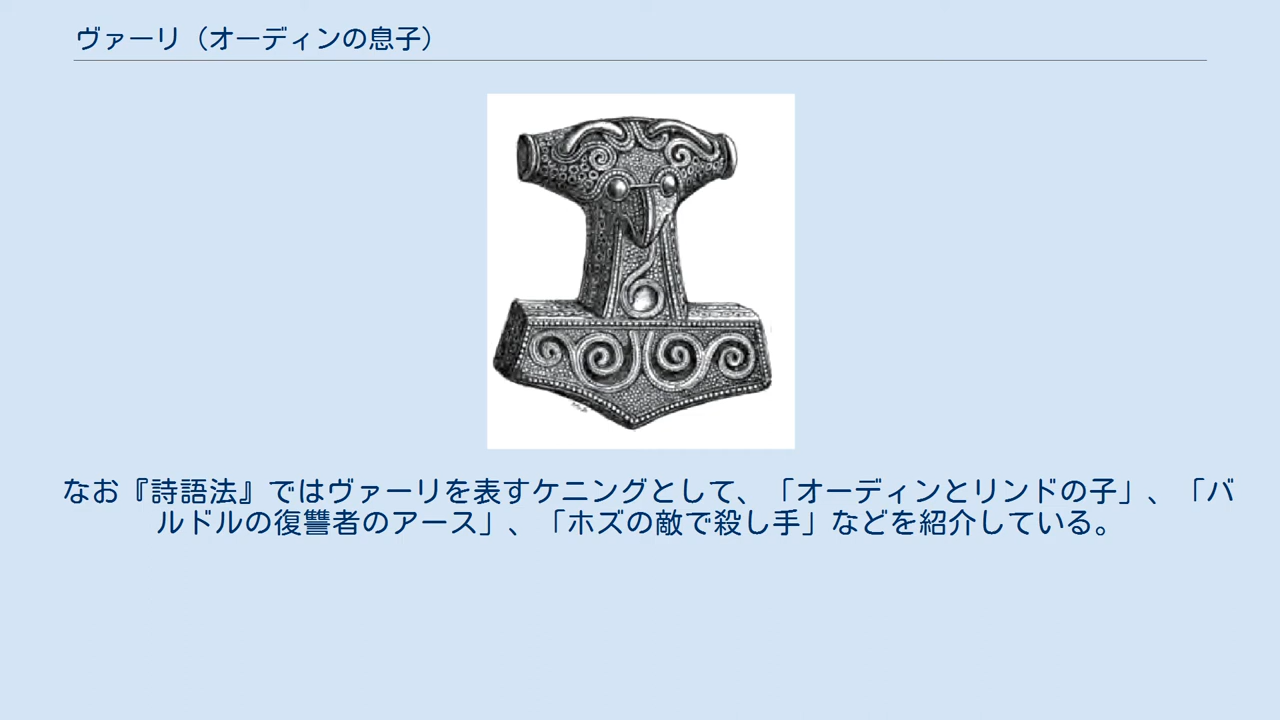 ヴァーリ（オーディンの息子）
なお『詩語法』ではヴァーリを表すケニングとして、「オーディンとリンドの子」、「バ
ルドルの復讐者のアース」、「ホズの敵で殺し手」などを紹介している。